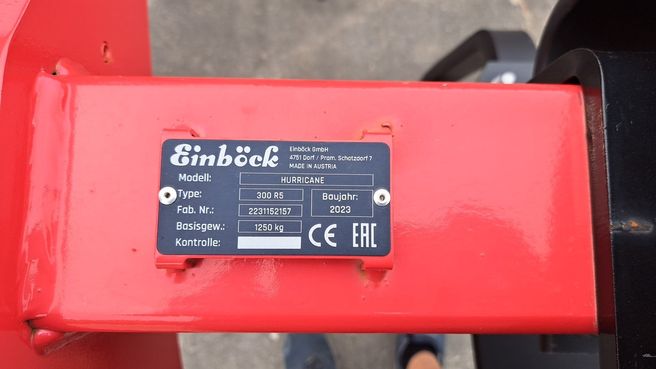 Einböck
Einböck GmbH
4751 Dorf / Pram, Schatzdorf 7
MADE IN AUSTRIA
Modell: HURRICANE
Type: 300 R5
Baujahr:
2023
Fab. Nr.: 2231152157
Basisgew.: 1250 kg
Kontrolle:
CE EAC